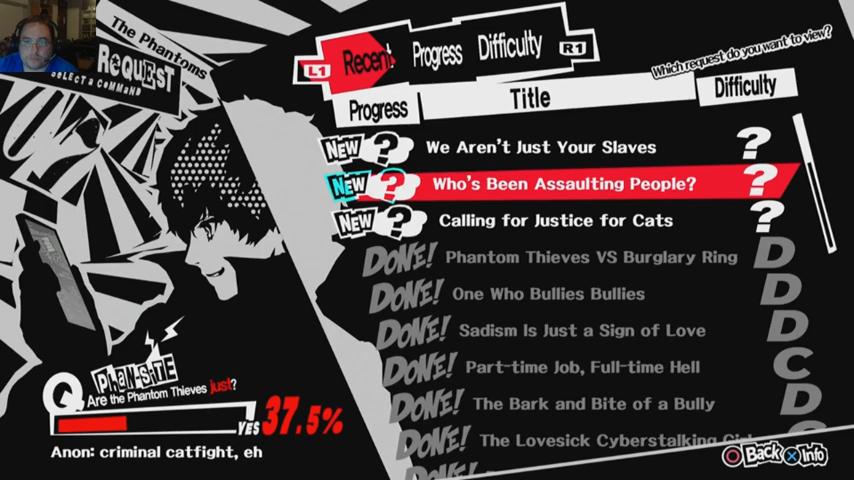 The Phantoms
REQUEST
SELECT A COMMAND
L1 Recent Progress Difficulty R1
Which request do you want to view?
Progress Title Difficulty
NEW ? We Aren't Just Your Slaves ?
NEW ? Who's Been Assaulting People? ?
NEW ? Calling for Justice for Cats ?
DONE! Phantom Thieves VS Burglary Ring D
DONE! One Who Bullies Bullies D
DONE! Sadism Is Just a Sign of Love D
DONE! Part-time Job, Full-time Hell C
DONE! The Bark and Bite of a Bully D
DONE! The Lovesick Cyberstalking
PHAN-SITE
Q Are the Phantom Thieves just?
YES 37.5%
Anon: criminal catfight, eh
Back Info